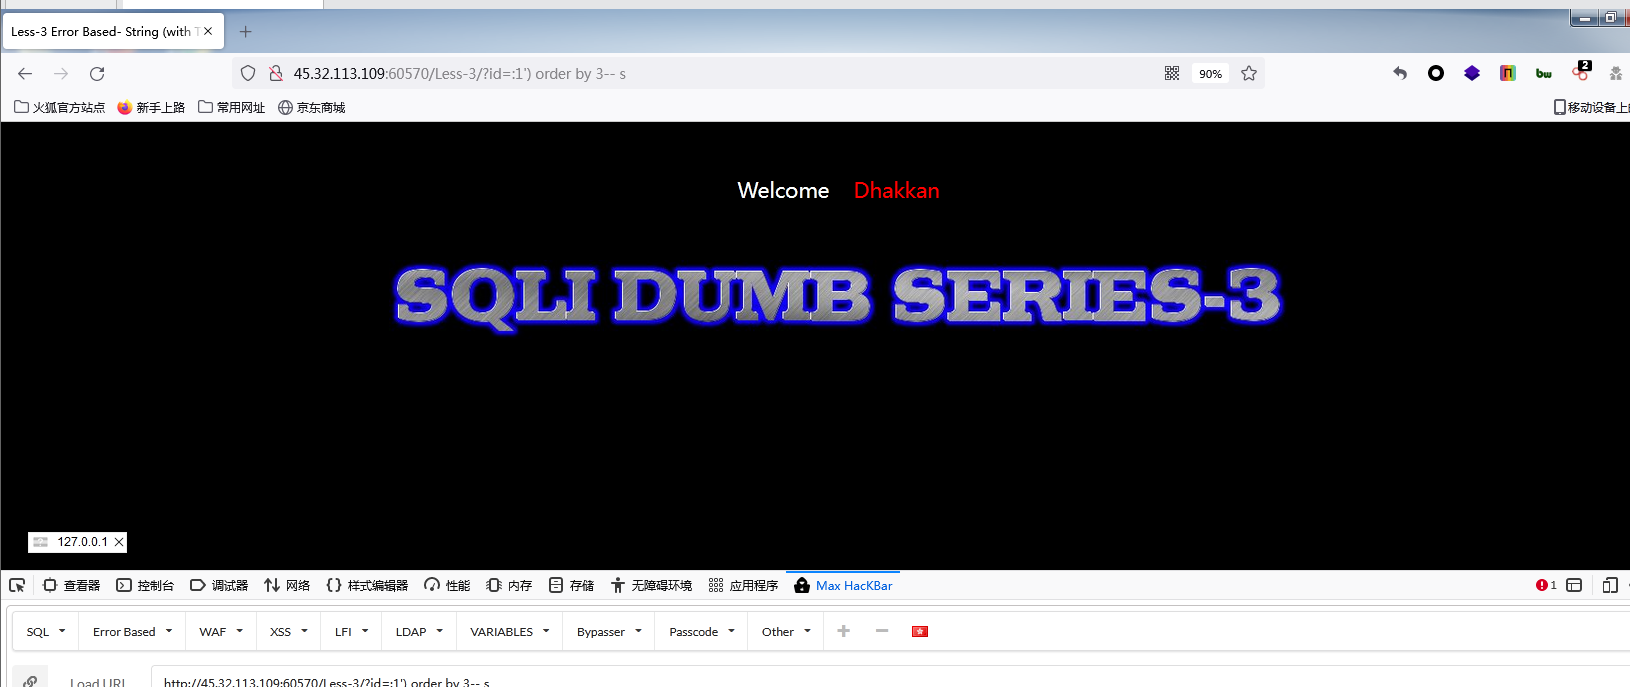 Less-3 Error Based- String (with T
45.32.113.109:60570/Less-3/?id=:1') order by 3-- s
90%
2
火狐官方站点 新手上路 常用网址 京东商城
移动设备上
Welcome Dhakkan
SQLI DUMB SERIES-3
127.0.0.1
查看器 控制台 调试器 网络 样式编辑器 性能 内存 存储 无障碍环境 应用程序 Max HacKBar 1
SQL Error Based WAF XSS LFI LDAP VARIABLES Bypasser Passcode Other
Load URL http://45.32.113.109:60570/Less-3/?id=:1') order by 3-- s